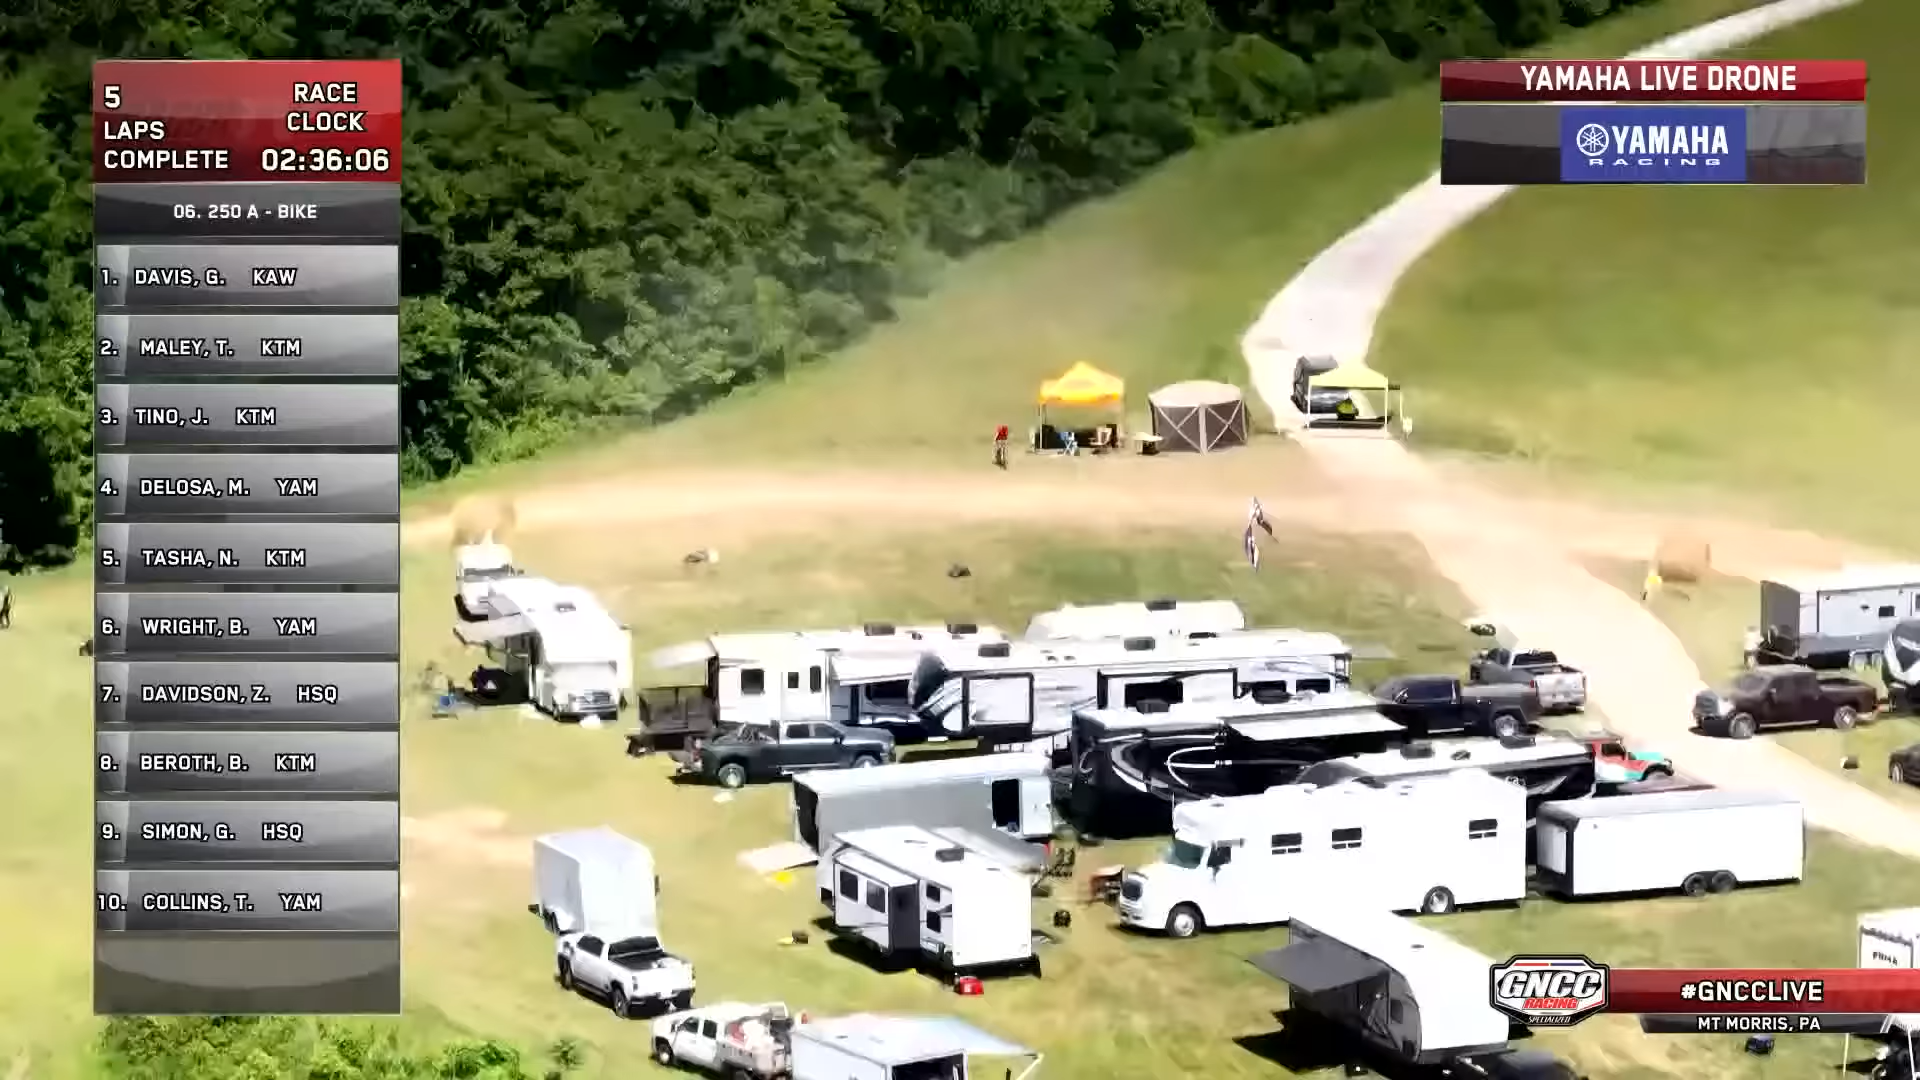 5
LAPS
COMPLETE
RACE
CLOCK
02:36:06
06. 250 A - BIKE
1. DAVIS, G. KAW
2. MALEY, T. KTM
3. TINO, J. KTM
4. DELOSA, M. YAM
5. TASHA, N. KTM
6. WRIGHT, B. YAM
7. DAVIDSON, Z. HSQ
8. BEROTH, B. KTM
9. SIMON, G. HSQ
10. COLLINS, T. YAM
YAMAHA LIVE DRONE
YAMAHA
RACING
GNCC
RACING
SPECIALIZED
#GNCCLIVE
MT MORRIS, PA